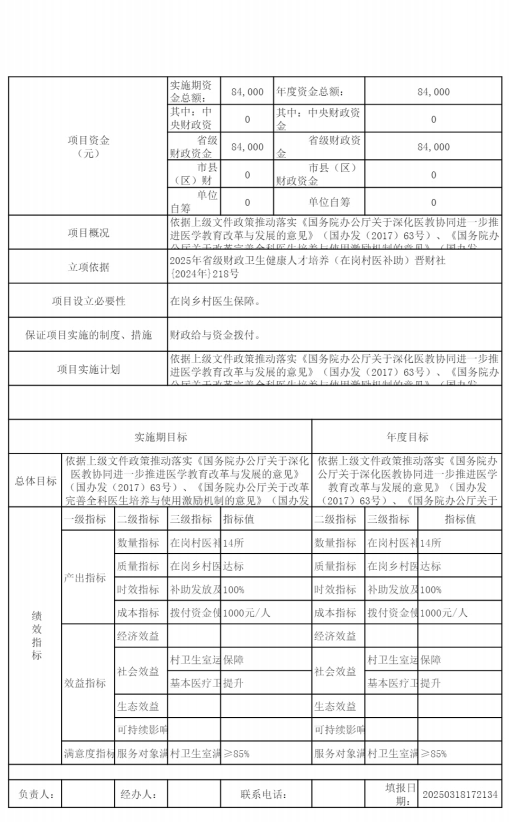 项目资金
（元）
实施期资
金总额：
84,000
年度资金总额：
84,000
其中：中
央财政资
0
其中：中央财政资
金
0
省级
财政资金
84,000
省级财政资
金
84,000
市县
（区）财
0
市县（区）
财政资金
0
单位
自筹
0
单位自筹
0
项目概况
依据上级文件政策推动落实《国务院办公厅关于深化医教协同进一步推
进医学教育改革与发展的意见》（国办发（2017）63号）、《国务院办
公厅关于改革完善全科医生培养与使用激励机制的意见》（国办发
立项依据
2025年省级财政卫生健康人才培养（在岗村医补助）晋财社
{2024年}218号
项目设立必要性
在岗乡村医生保障。
保证项目实施的制度、措施
财政给与资金拨付。
项目实施计划
依据上级文件政策推动落实《国务院办公厅关于深化医教协同进一步推
进医学教育改革与发展的意见》（国办发（2017）63号）、《国务院办
公厅关于改革完善全科医生培养与使用激励机制的意见》（国办发
实施期目标
年度目标
总体目标
依据上级文件政策推动落实《国务院办公厅关于深化
医教协同进一步推进医学教育改革与发展的意见》
（国办发（2017）63号）、《国务院办公厅关于改革
完善全科医生培养与使用激励机制的意见》（国办发
依据上级文件政策推动落实《国务院办
公厅关于深化医教协同进一步推进医学
教育改革与发展的意见》（国办发
（2017）63号）、《国务院办公厅关于
绩
效
指
标
一级指标 二级指标 三级指标 指标值 二级指标 三级指标 指标值
产出指标
数量指标 在岗村医补 14所 数量指标 在岗村医补 14所
质量指标 在岗乡村医 达标 质量指标 在岗乡村医 达标
时效指标 补助发放及 100% 时效指标 补助发放及 100%
成本指标 拨付资金使 1000元/人 成本指标 拨付资金使 1000元/人
效益指标
经济效益 经济效益
社会效益 村卫生室运 保障 社会效益 村卫生室运 保障
基本医疗卫 提升 基本医疗卫 提升
生态效益 生态效益
可持续影响 可持续影响
满意度指标 服务对象满 村卫生室满 ≥85% 服务对象满 村卫生室满 ≥85%
负责人： 经办人： 联系电话： 填报日
期： 20250318172134